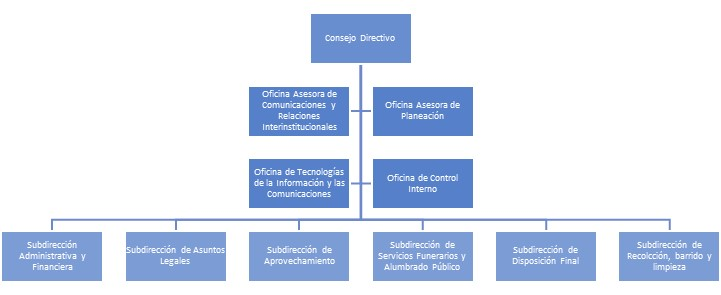 Consejo Directivo
Oficina Asesora de
Comunicaciones y
Relaciones
Interinstitucionales
Oficina Asesora de
Planeación
Oficina de Tecnologías
de la Información y las
Comunicaciones
Oficina de Control
Interno
Subdirección
Administrativa y
Financiera
Subdirección de Asuntos
Legales
Subdirección de
Aprovechamiento
Subdirección de
Servicios Funerarios y
Alumbrado Público
Subdirección de
Disposición Final
Subdirección de
Recolcción, barrido y
limpieza